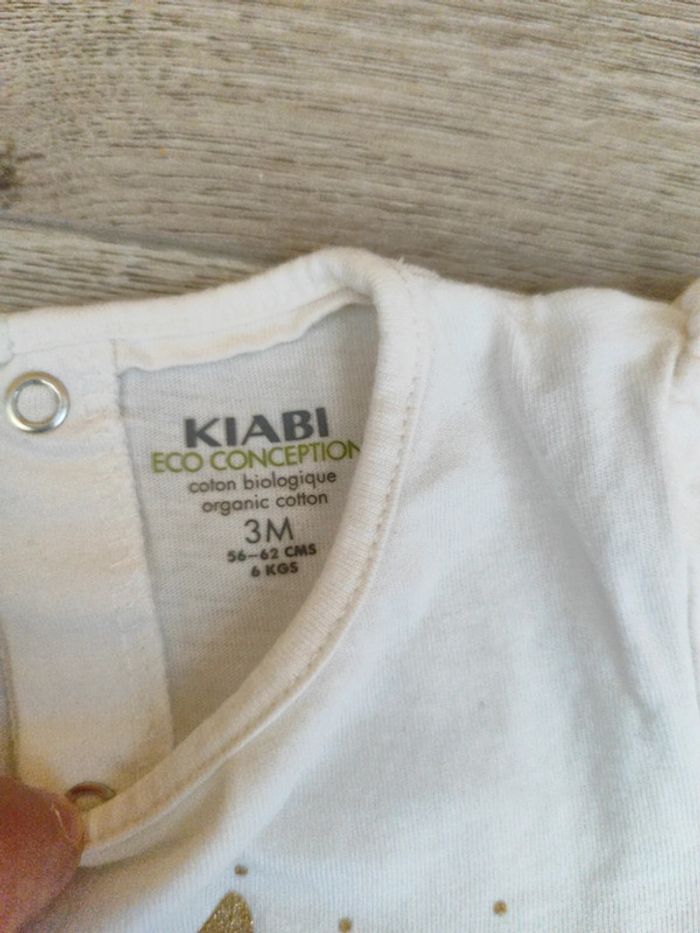 KIABI
ECO CONCEPTION
coton biologique
organic cotton
3M
56-62 CMS
6 KGS